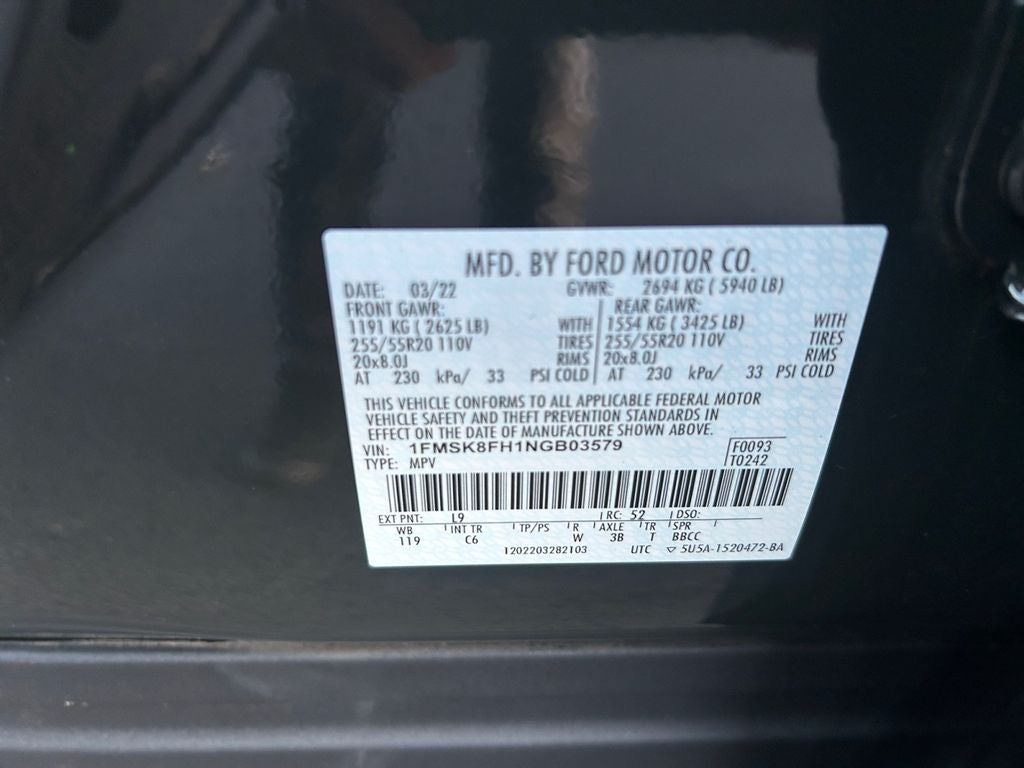 MFD. BY FORD MOTOR CO.
DATE: 03/22 GVWR: 2694 KG ( 5940 LB)
FRONT GAWR: REAR GAWR:
1191 KG ( 2625 LB) WITH 1554 KG ( 3425 LB) WITH
255/55R20 110V TIRES 255/55R20 110V TIRES
20x8.0J RIMS 20x8.0J RIMS
AT 230 kPa/ 33 PSI COLD AT 230 kPa/ 33 PSI COLD
THIS VEHICLE CONFORMS TO ALL APPLICABLE FEDERAL MOTOR
VEHICLE SAFETY AND THEFT PREVENTION STANDARDS IN
EFFECT ON THE DATE OF MANUFACTURE SHOWN ABOVE.
VIN: 1FMSK8FH1NGB03579 F0093
TYPE: MPV T0242
EXT PNT: L9 RC: 52 DSO:
WB INT TR TP/PS R AXLE TR SPR
119 C6 W 3B T BBCC
1202203282103 UTC ▽ 5U5A-1520472-BA